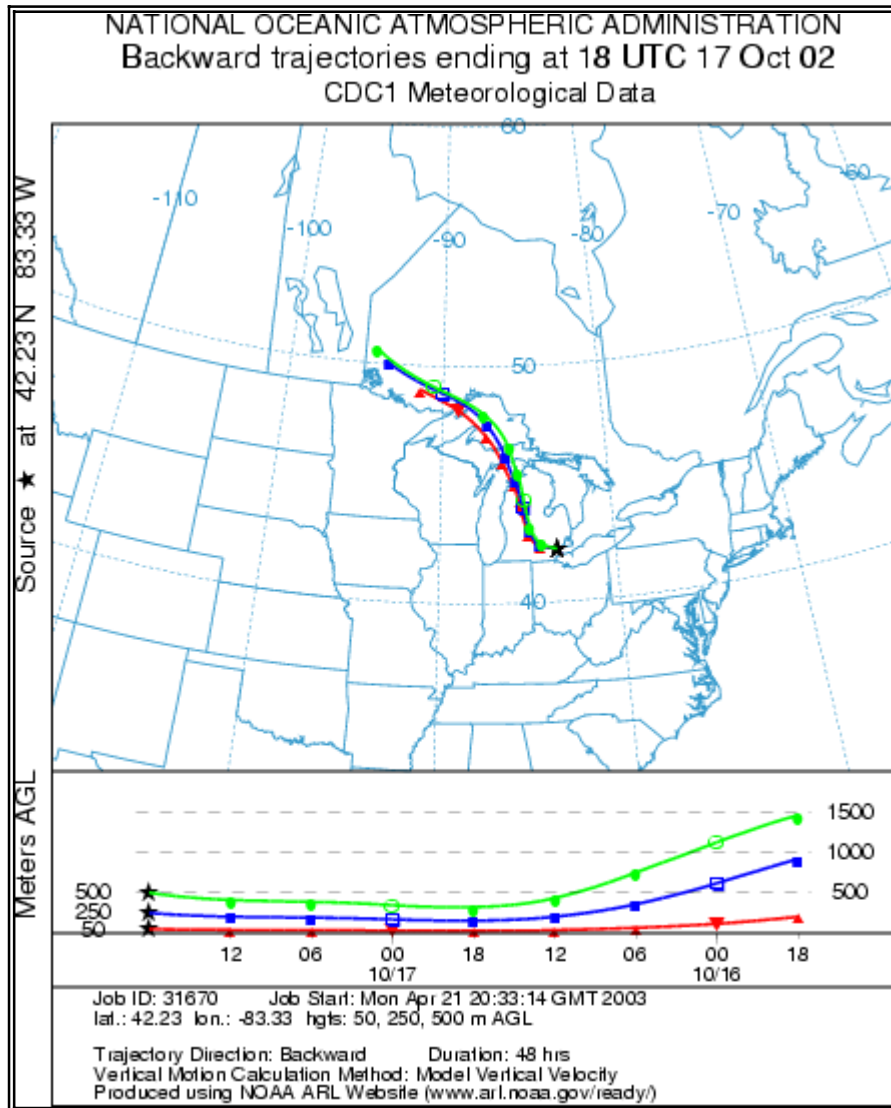 NATIONAL OCEANIC ATMOSPHERIC ADMINISTRATION
Backward trajectories ending at 18 UTC 17 Oct 02
CDC1 Meteorological Data
Source ★ at 42.23 N 83.33 W
60
60
-110
-100
-90
-80
-70
50
40
Meters AGL
1500
1000
500
500
250
50
12 06 00 18 12 06 00 18
10/17 10/16
Job ID: 31670 Job Start: Mon Apr 21 20:33:14 GMT 2003
lat.: 42.23 lon.: -83.33 hgts: 50, 250, 500 m AGL
Trajectory Direction: Backward Duration: 48 hrs
Vertical Motion Calculation Method: Model Vertical Velocity
Produced using NOAA ARL Website (www.arl.noaa.gov/ready/)